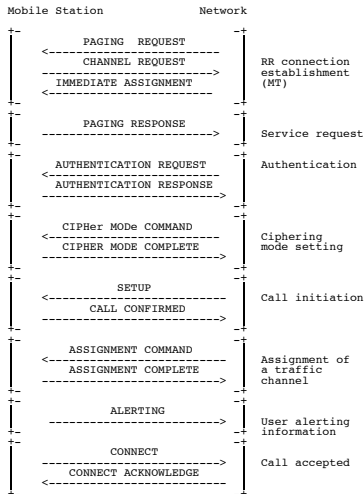 Mobile Station Network
PAGING REQUEST
CHANNEL REQUEST
IMMEDIATE ASSIGNMENT
RR connection
establishment
(MT)
PAGING RESPONSE
Service request
AUTHENTICATION REQUEST
AUTHENTICATION RESPONSE
Authentication
CIPHer MODe COMMAND
CIPHER MODE COMPLETE
Ciphering
mode setting
SETUP
CALL CONFIRMED
Call initiation
ASSIGNMENT COMMAND
ASSIGNMENT COMPLETE
Assignment of
a traffic
channel
ALERTING
User alerting
information
CONNECT
CONNECT ACKNOWLEDGE
Call accepted